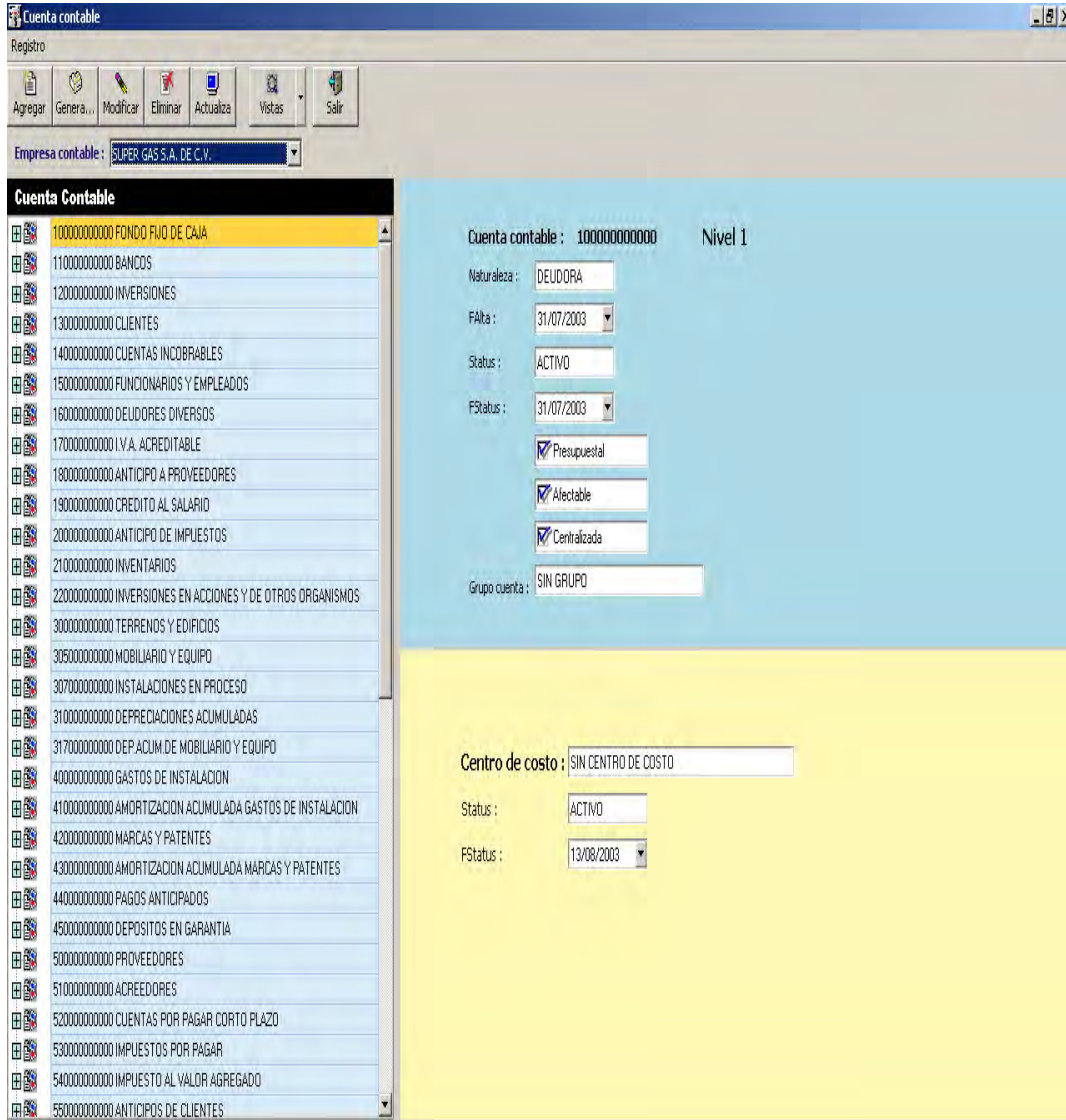 Cuenta contable
Registro
Agregar Genera... Modificar Eliminar Actualiza Vistas Salir
Empresa contable : SUPER GAS S.A. DE C.V.
Cuenta Contable
100000000000 FONDO FIJO DE CAJA
110000000000 BANCOS
120000000000 INVERSIONES
130000000000 CLIENTES
140000000000 CUENTAS INCOBRABLES
150000000000 FUNCIONARIOS Y EMPLEADOS
160000000000 DEUDORES DIVERSOS
170000000000 I.V.A. ACREDITABLE
180000000000 ANTICIPO A PROVEEDORES
190000000000 CREDITO AL SALARIO
200000000000 ANTICIPO DE IMPUESTOS
210000000000 INVENTARIOS
220000000000 INVERSIONES EN ACCIONES Y DE OTROS ORGANISMOS
300000000000 TERRENOS Y EDIFICIOS
305000000000 MOBILIARIO Y EQUIPO
307000000000 INSTALACIONES EN PROCESO
310000000000 DEPRECIACIONES ACUMULADAS
317000000000 DEP.ACUM.DE MOBILIARIO Y EQUIPO
400000000000 GASTOS DE INSTALACION
410000000000 AMORTIZACION ACUMULADA GASTOS DE INSTALACION
420000000000 MARCAS Y PATENTES
430000000000 AMORTIZACION ACUMULADA MARCAS Y PATENTES
440000000000 PAGOS ANTICIPADOS
450000000000 DEPOSITOS EN GARANTIA
500000000000 PROVEEDORES
510000000000 ACREEDORES
520000000000 CUENTAS POR PAGAR CORTO PLAZO
530000000000 IMPUESTOS POR PAGAR
540000000000 IMPUESTO AL VALOR AGREGADO
550000000000 ANTICIPOS DE CLIENTES
Cuenta contable : 100000000000 Nivel 1
Naturaleza : DEUDORA
FAlta : 31/07/2003
Status : ACTIVO
FStatus : 31/07/2003
Presupuestal
Afectable
Centralizada
Grupo cuenta : SIN GRUPO
Centro de costo : SIN CENTRO DE COSTO
Status : ACTIVO
FStatus : 13/08/2003